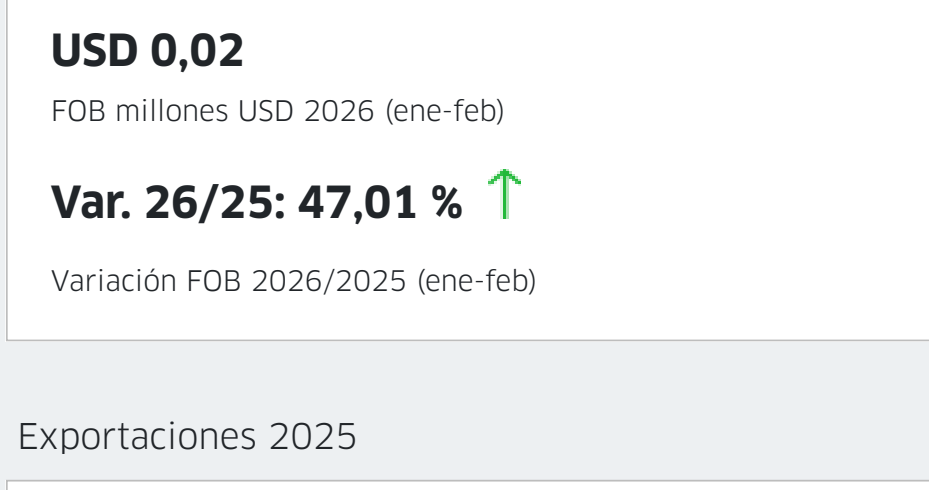 USD 0,02
FOB millones USD 2026 (ene-feb)
Var. 26/25: 47,01 % ↑
Variación FOB 2026/2025 (ene-feb)
Exportaciones 2025